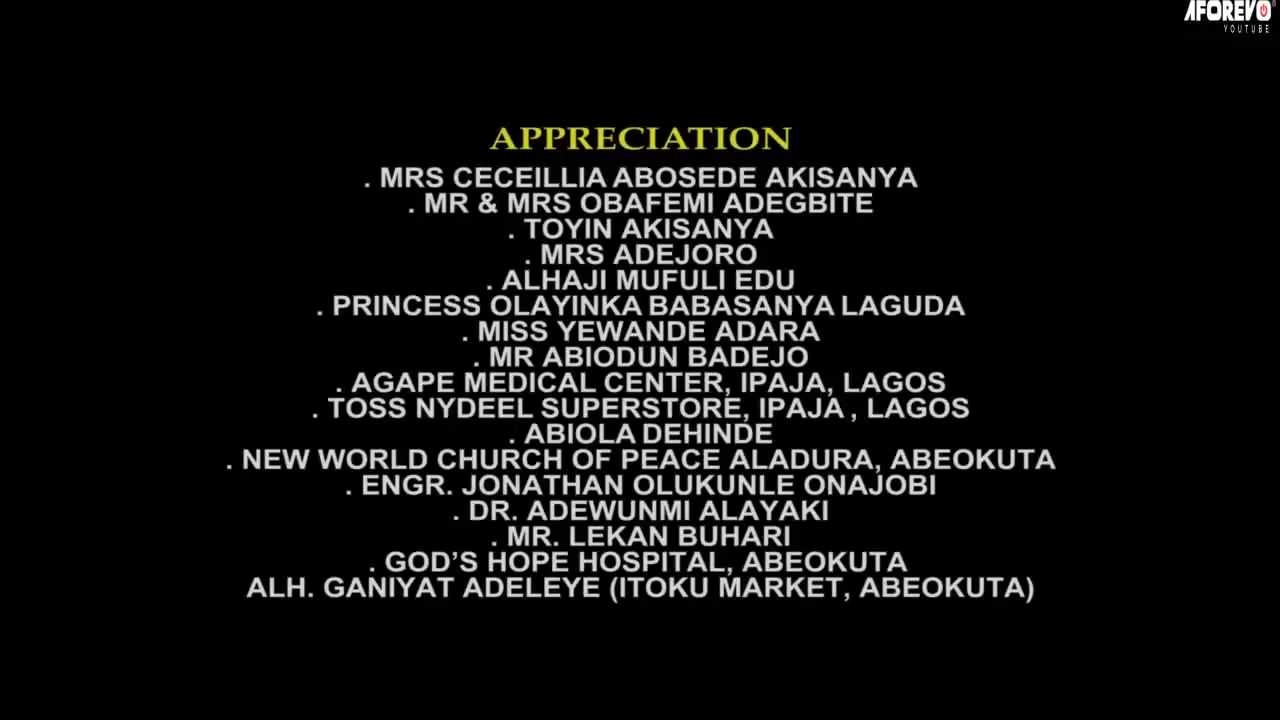 AFOREVO
YOUTUBE
APPRECIATION
. MRS CECEILLIA ABOSEDE AKISANYA
. MR & MRS OBAFEMI ADEGBITE
. TOYIN AKISANYA
. MRS ADEJORO
. ALHAJI MUFULI EDU
. PRINCESS OLAYINKA BABASANYA LAGUDA
. MISS YEWANDE ADARA
. MR ABIODUN BADEJO
. AGAPE MEDICAL CENTER, IPAJA, LAGOS
. TOSS NYDEEL SUPERSTORE, IPAJA , LAGOS
. ABIOLA DEHINDE
. NEW WORLD CHURCH OF PEACE ALADURA, ABEOKUTA
. ENGR. JONATHAN OLUKUNLE ONAJOBI
. DR. ADEWUNMI ALAYAKI
. MR. LEKAN BUHARI
. GOD’S HOPE HOSPITAL, ABEOKUTA
ALH. GANIYAT ADELEYE (ITOKU MARKET, ABEOKUTA)